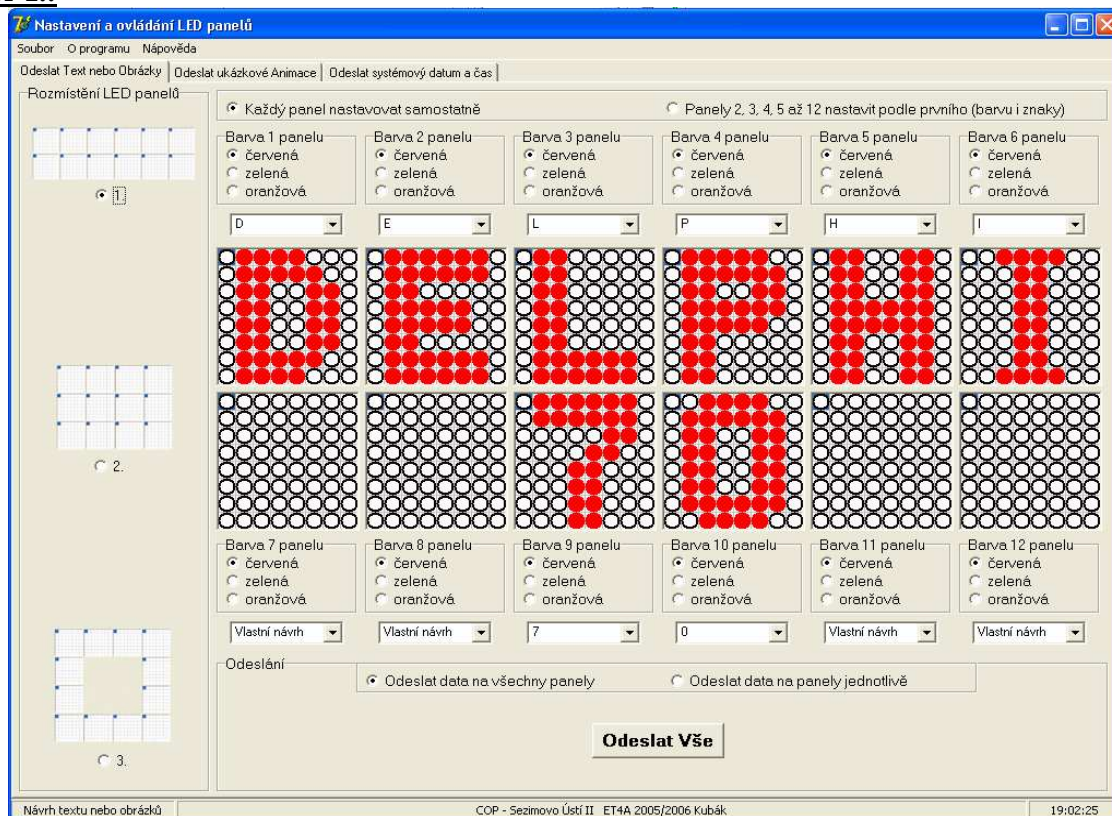 Nastavení a ovládání LED panelů
Soubor O programu Nápověda
Odeslat Text nebo Obrázky Odeslat ukázkové Animace Odeslat systémový datum a čas
Rozmístění LED panelů
Každý panel nastavovat samostatně Panely 2, 3, 4, 5 až 12 nastavit podle prvního (barvu i znaky)
Barva 1 panelu Barva 2 panelu Barva 3 panelu Barva 4 panelu Barva 5 panelu Barva 6 panelu
červená červená červená červená červená červená
zelená zelená zelená zelená zelená zelená
oranžová oranžová oranžová oranžová oranžová oranžová
1.
D E L P H I
D E L P H I
7 0
2.
Barva 7 panelu Barva 8 panelu Barva 9 panelu Barva 10 panelu Barva 11 panelu Barva 12 panelu
červená červená červená červená červená červená
zelená zelená zelená zelená zelená zelená
oranžová oranžová oranžová oranžová oranžová oranžová
Vlastní návrh Vlastní návrh 7 0 Vlastní návrh Vlastní návrh
Odeslání
Odeslat data na všechny panely Odeslat data na panely jednotlivě
Odeslat Vše
3.
Návrh textu nebo obrázků COP - Sezimovo Ústí II ET4A 2005/2006 Kubák 19:02:25